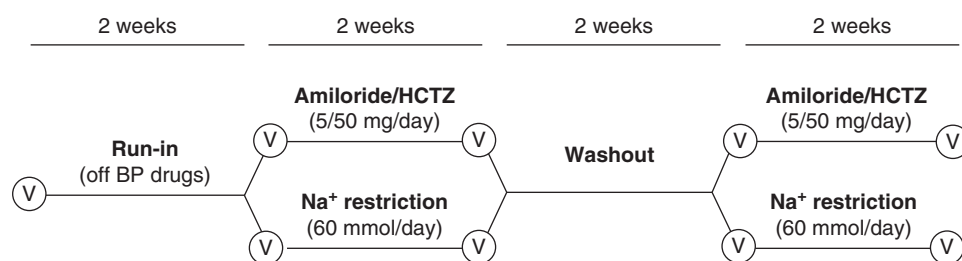 2 weeks 2 weeks 2 weeks 2 weeks
Amiloride/HCTZ Amiloride/HCTZ
(5/50 mg/day) (5/50 mg/day)
V V V V
Run-in Washout
(off BP drugs)
V
Na⁺ restriction Na⁺ restriction
(60 mmol/day) (60 mmol/day)
V V V V